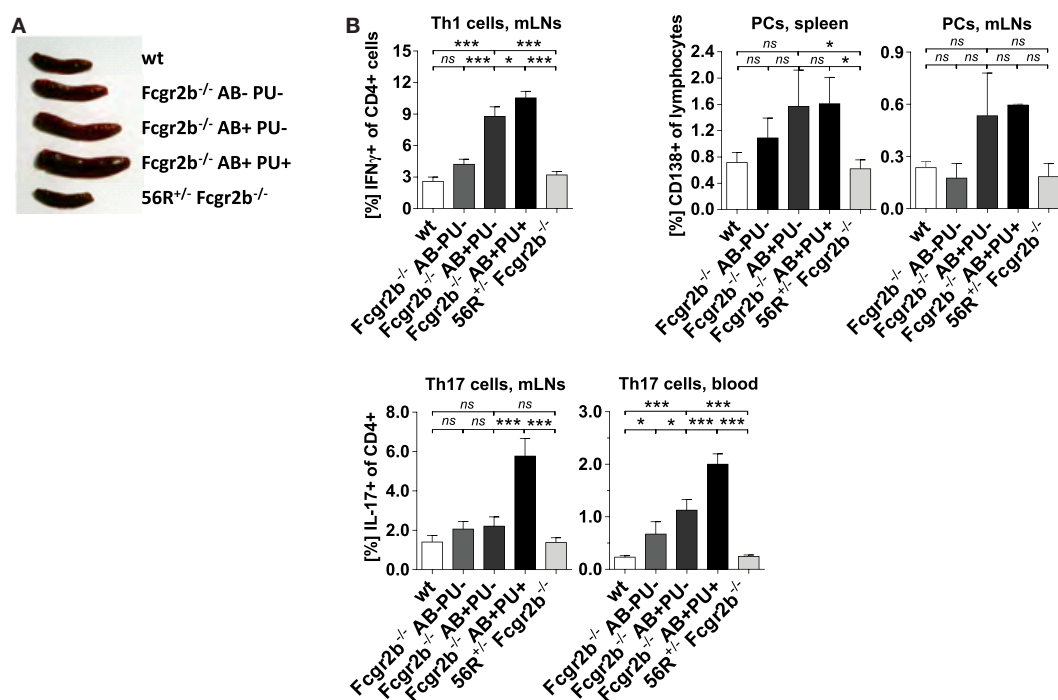 A
wt
Fcgr2b-/- AB- PU-
Fcgr2b-/- AB+ PU-
Fcgr2b-/- AB+ PU+
56R+/- Fcgr2b-/-
B
Th1 cells, mLNs
[%] IFNγ+ of CD4+ cells
15
12
9
6
3
0
*** ***
ns *** * ***
wt
Fcgr2b-/- AB-PU-
Fcgr2b-/- AB+PU-
Fcgr2b-/- AB+PU+
56R+/- Fcgr2b-/-
PCs, spleen
[%] CD138+ of lymphocytes
2.4
2.0
1.6
1.2
0.8
0.4
0.0
ns *
ns ns ns *
wt
Fcgr2b-/- AB-PU-
Fcgr2b-/- AB+PU-
Fcgr2b-/- AB+PU+
56R+/- Fcgr2b-/-
PCs, mLNs
0.9
0.6
0.3
0.0
ns ns
ns ns ns ns
wt
Fcgr2b-/- AB-PU-
Fcgr2b-/- AB+PU-
Fcgr2b-/- AB+PU+
56R+/- Fcgr2b-/-
Th17 cells, mLNs
[%] IL-17+ of CD4+
8.0
6.0
4.0
2.0
0.0
ns ns
ns ns *** ***
wt
Fcgr2b-/- AB-PU-
Fcgr2b-/- AB+PU-
Fcgr2b-/- AB+PU+
56R+/- Fcgr2b-/-
Th17 cells, blood
3.0
2.0
1.0
0.0
*** ***
* * *** ***
wt
Fcgr2b-/- AB-PU-
Fcgr2b-/- AB+PU-
Fcgr2b-/- AB+PU+
56R+/- Fcgr2b-/-